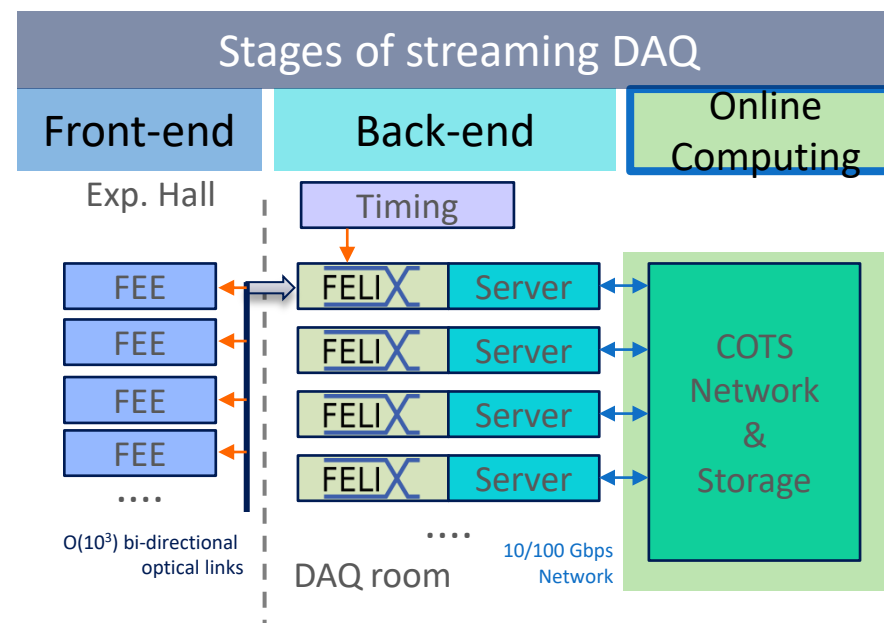 Stages of streaming DAQ
Front-end
Back-end
Online
Computing
Exp. Hall
Timing
FEE
FELIX
Server
FEE
FELIX
Server
FEE
FELIX
Server
FEE
FELIX
Server
COTS
Network
&
Storage
....
....
O(10³) bi-directional
optical links
DAQ room
10/100 Gbps
Network